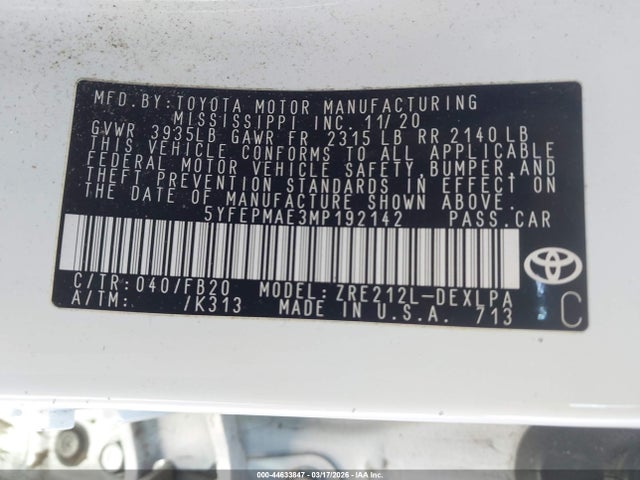 MFD. BY: TOYOTA MOTOR MANUFACTURING
MISSISSIPPI INC. 11/20
GVWR 3935LB GAWR FR 2315 LB RR 2140 LB
THIS VEHICLE CONFORMS TO ALL APPLICABLE
FEDERAL MOTOR VEHICLE SAFETY, BUMPER, AND
THEFT PREVENTION STANDARDS IN EFFECT ON
THE DATE OF MANUFACTURE SHOWN ABOVE.
5YFEPMAE3MP192142 PASS. CAR
C/TR: 040/FB20 MODEL: ZRE212L-DEXLPA
A/TM: /K313 MADE IN U.S.A. 713 C
000-44633847 - 03/17/2026 - IAAI